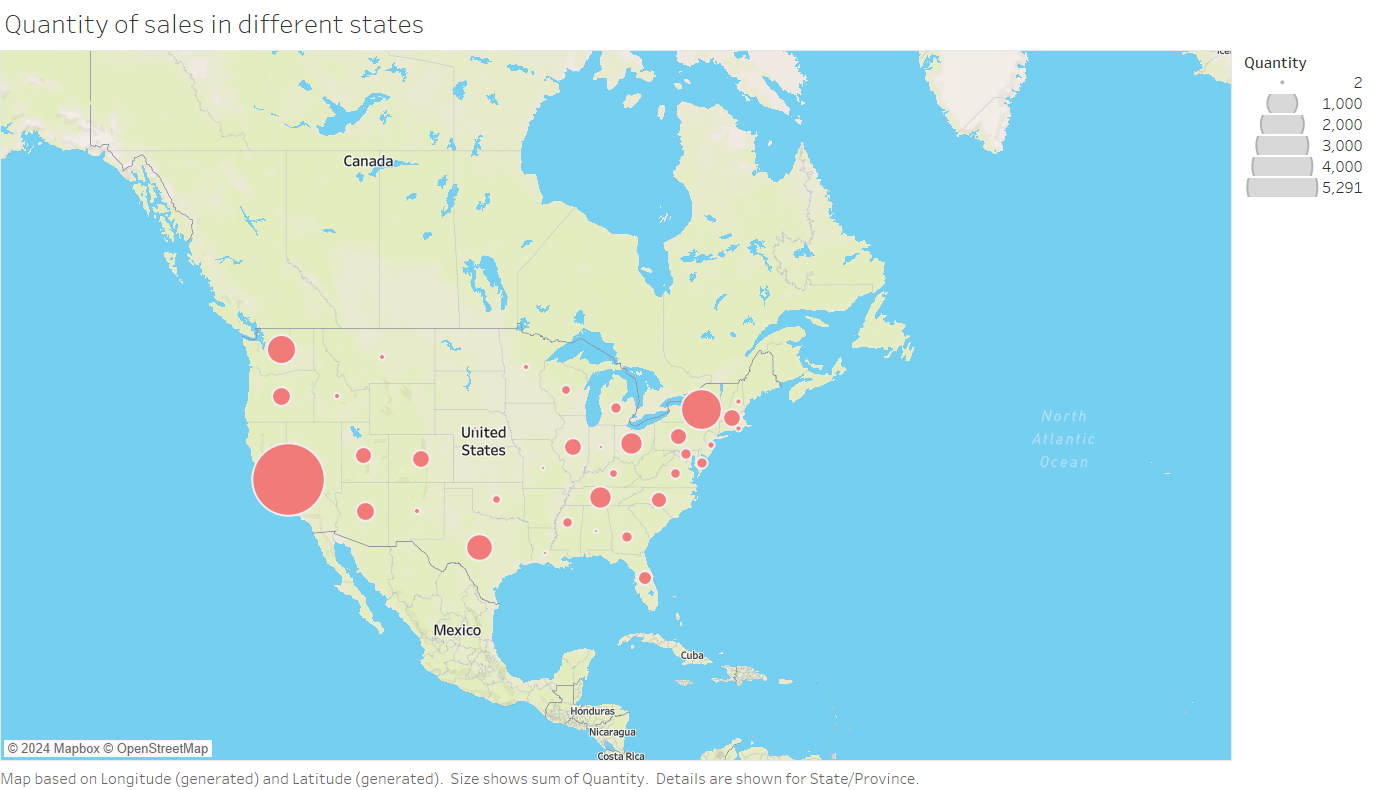 Quantity of sales in different states
Quantity
2
1,000
2,000
3,000
4,000
5,291
Canada
United
States
North
Atlantic
Ocean
Mexico
Cuba
Honduras
Nicaragua
Costa Rica
© 2024 Mapbox © OpenStreetMap
Map based on Longitude (generated) and Latitude (generated). Size shows sum of Quantity. Details are shown for State/Province.